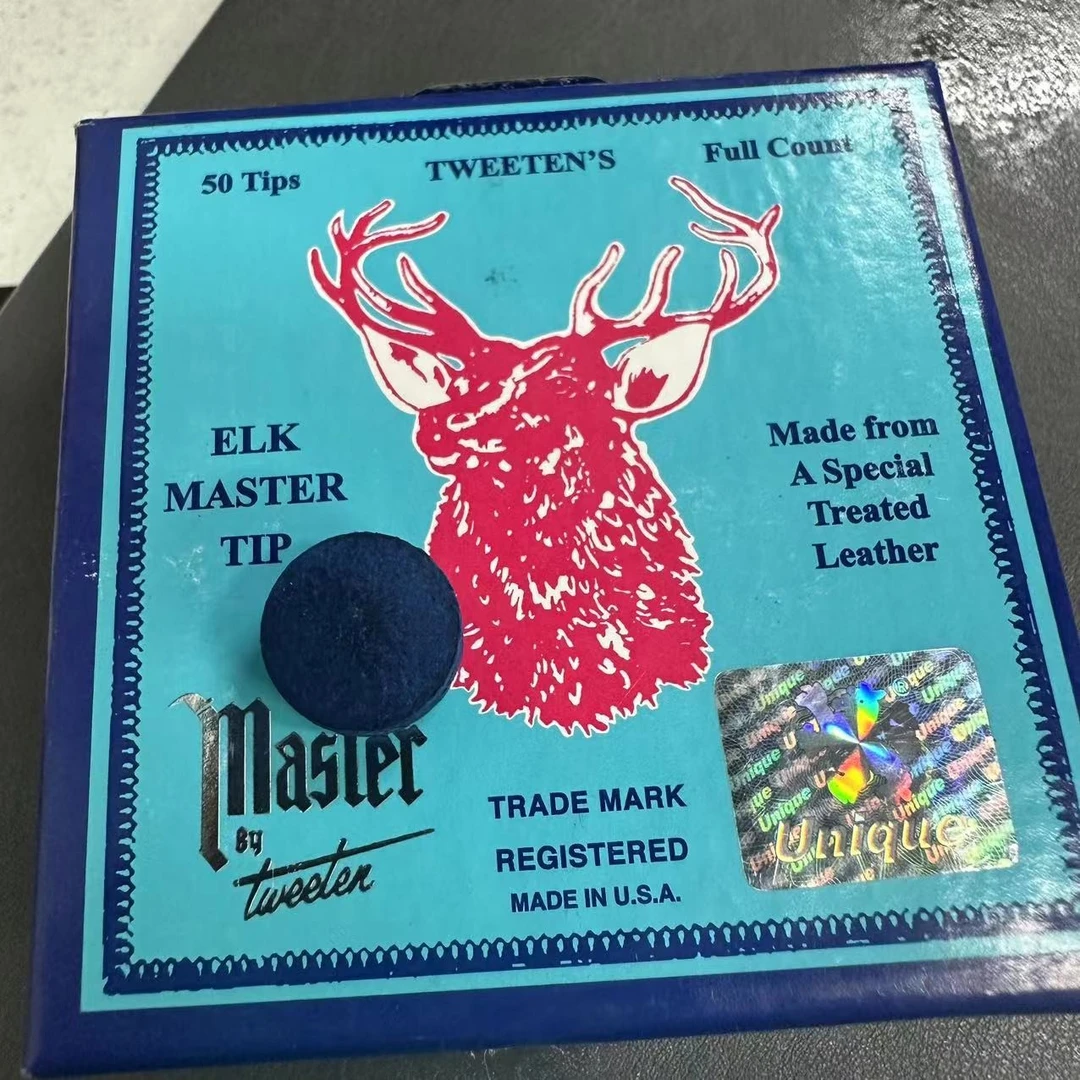 50 Tips
TWEETEN'S
Full Count
ELK
MASTER
TIP
Made from
A Special
Treated
Leather
Master
By
Tweeten
TRADE MARK
REGISTERED
MADE IN U.S.A.
Unique
®
Unique